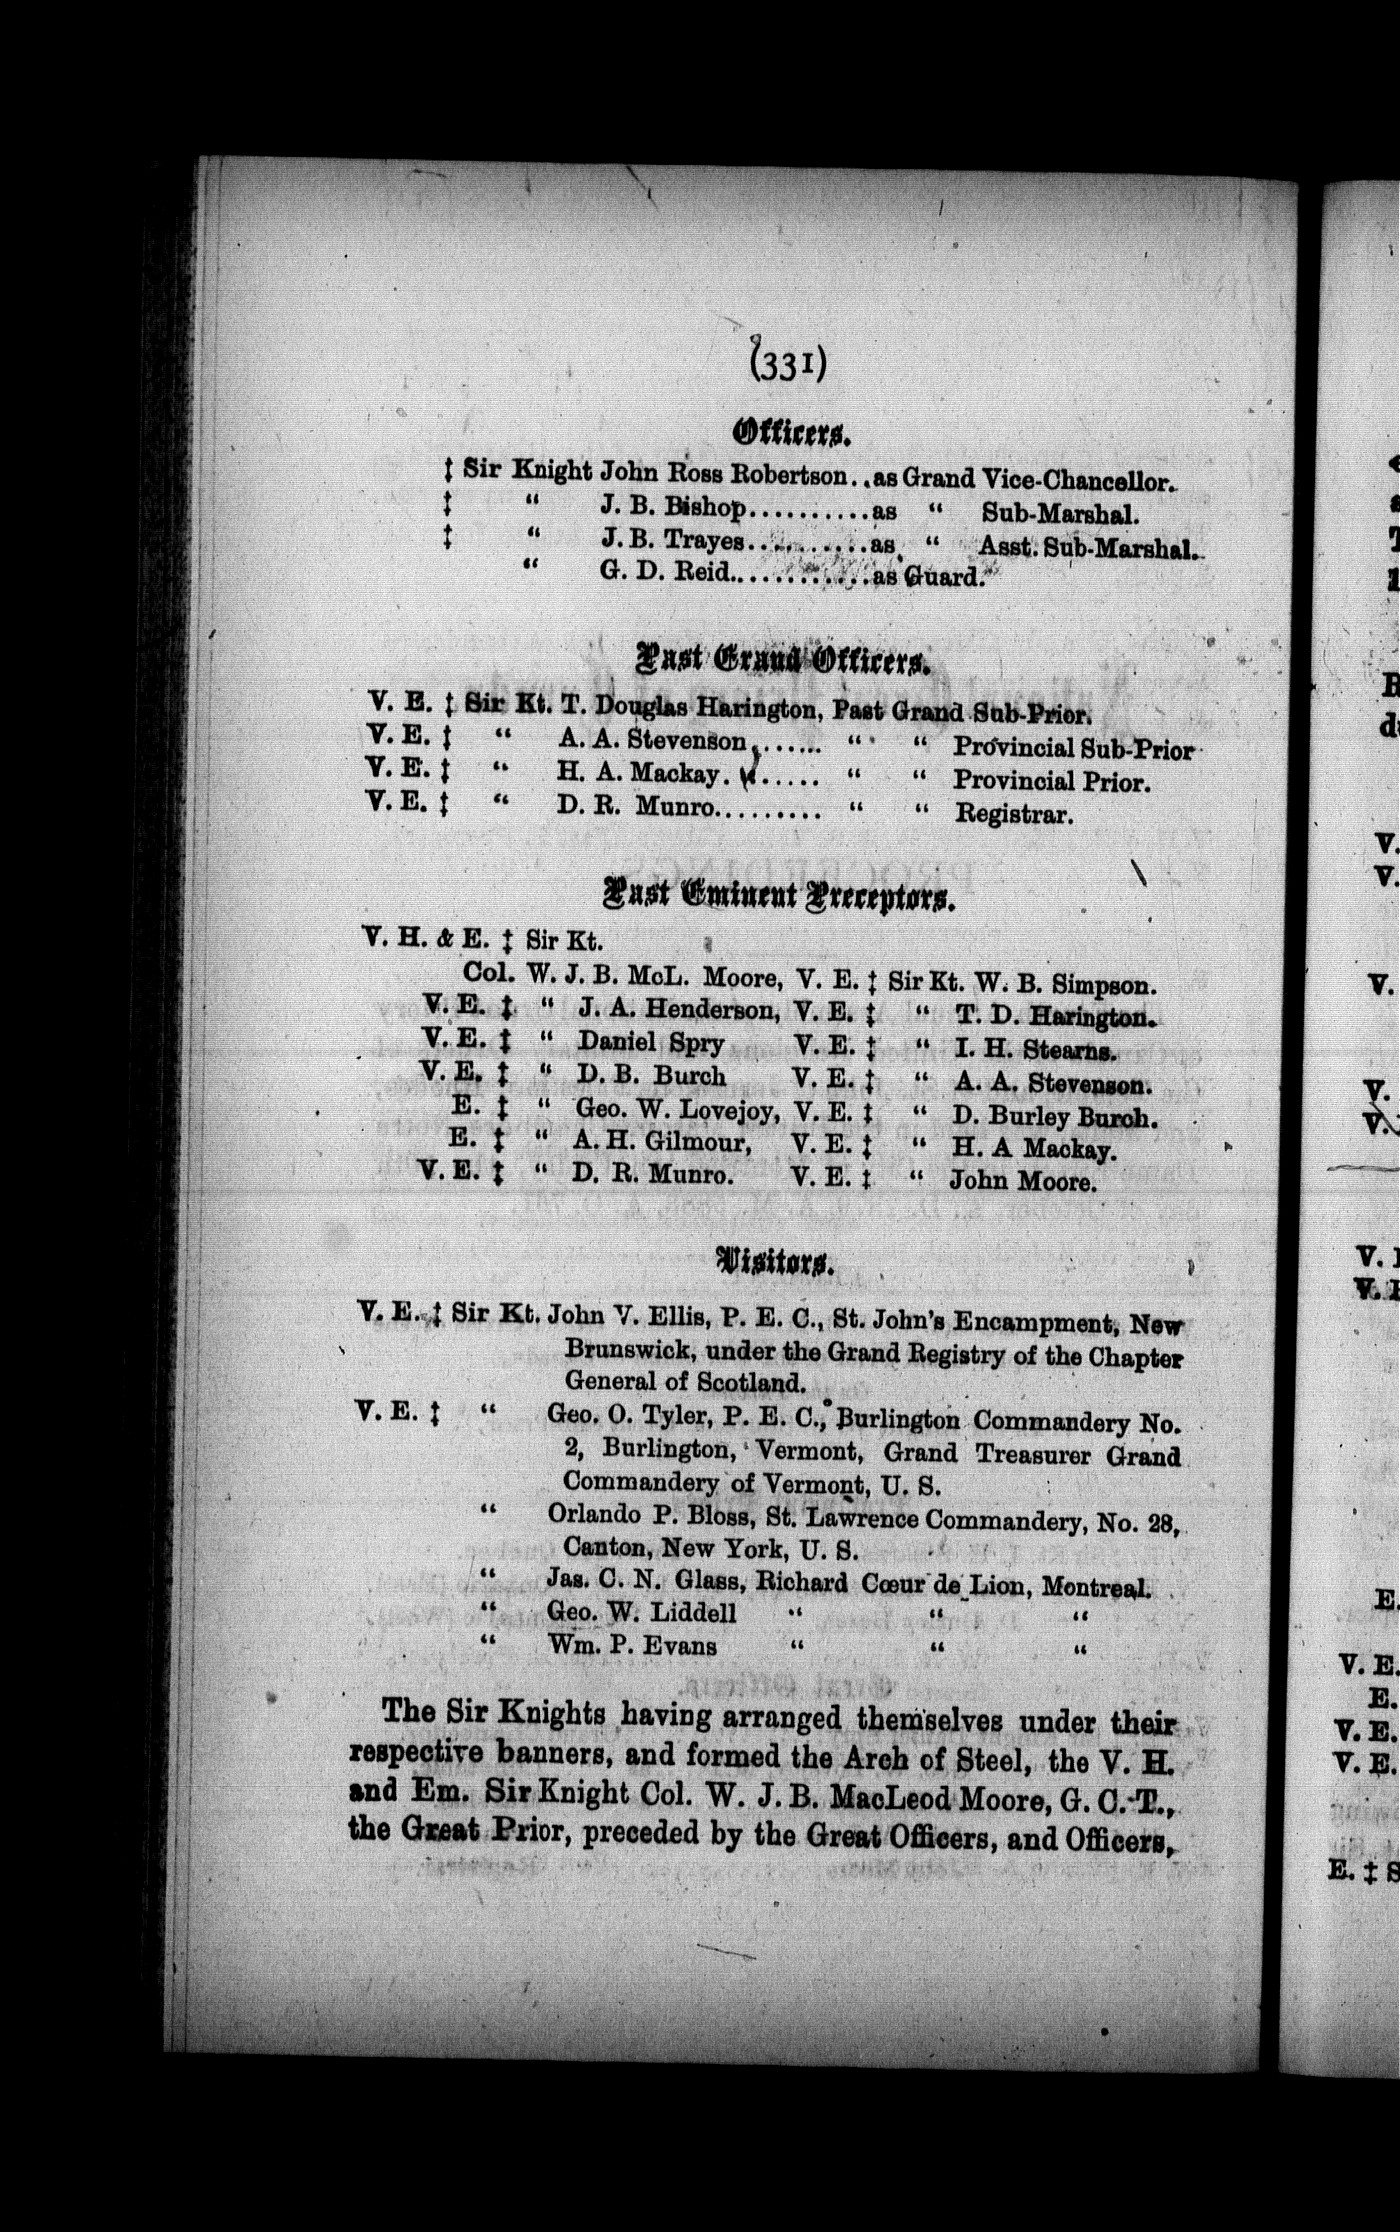 (331)
Officers.
‡ Sir Knight John Ross Robertson..as Grand Vice-Chancellor.
‡ “ J. B. Bishop..........as “ Sub-Marshal.
‡ “ J. B. Trayes..........as “ Asst. Sub-Marshal.
“ G. D. Reid...........as Guard.
Past Grand Officers.
V. E. ‡ Sir Kt. T. Douglas Harington, Past Grand Sub-Prior.
V. E. ‡ “ A. A. Stevenson....... “ “ Provincial Sub-Prior
V. E. ‡ “ H. A. Mackay. ...... “ “ Provincial Prior.
V. E. ‡ “ D. R. Munro......... “ “ Registrar.
Past Eminent Preceptors.
V. H. & E. ‡ Sir Kt.
Col. W. J. B. McL. Moore, V. E. ‡ Sir Kt. W. B. Simpson.
V. E. ‡ “ J. A. Henderson, V. E. ‡ “ T. D. Harington.
V. E. ‡ “ Daniel Spry V. E. ‡ “ I. H. Stearns.
V. E. ‡ “ D. B. Burch V. E. ‡ “ A. A. Stevenson.
E. ‡ “ Geo. W. Lovejoy, V. E. ‡ “ D. Burley Burch.
E. ‡ “ A. H. Gilmour, V. E. ‡ “ H. A Mackay.
V. E. ‡ “ D. R. Munro. V. E. ‡ “ John Moore.
Visitors.
V. E. ‡ Sir Kt. John V. Ellis, P. E. C., St. John's Encampment, New
Brunswick, under the Grand Registry of the Chapter
General of Scotland.
V. E. ‡ “ Geo. O. Tyler, P. E. C., Burlington Commandery No.
2, Burlington, Vermont, Grand Treasurer Grand
Commandery of Vermont, U. S.
“ Orlando P. Bloss, St. Lawrence Commandery, No. 28,
Canton, New York, U. S.
“ Jas. C. N. Glass, Richard Cœur de Lion, Montreal.
“ Geo. W. Liddell “ “ “
“ Wm. P. Evans “ “ “
The Sir Knights having arranged themselves under their
respective banners, and formed the Arch of Steel, the V. H.
and Em. Sir Knight Col. W. J. B. MacLeod Moore, G. C. T.,
the Great Prior, preceded by the Great Officers, and Officers,